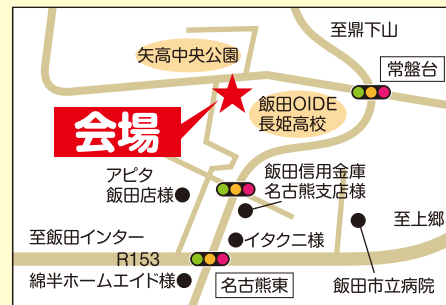 至鼎下山
矢高中央公園
常盤台
飯田OIDE
長姫高校
会場
アピタ
飯田店様
飯田信用金庫
名古熊支店様
至上郷
至飯田インター
イタクニ様
R153
綿半ホームエイド様
名古熊東
飯田市立病院